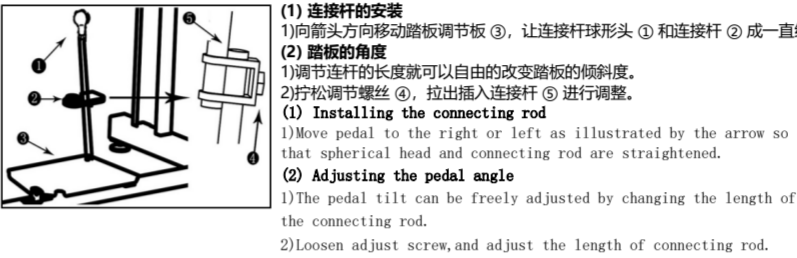 (1) 连接杆的安装
1)向箭头方向移动踏板调节板 ③，让连接杆球形头 ① 和连接杆 ② 成一直
(2) 踏板的角度
1)调节连杆的长度就可以自由的改变踏板的倾斜度。
2)拧松调节螺丝 ④，拉出插入连接杆 ⑤ 进行调整。
(1) Installing the connecting rod
1)Move pedal to the right or left as illustrated by the arrow so
that spherical head and connecting rod are straightened.
(2) Adjusting the pedal angle
1)The pedal tilt can be freely adjusted by changing the length of
the connecting rod.
2)Loosen adjust screw,and adjust the length of connecting rod.
❺
❶
❷
❸
❹